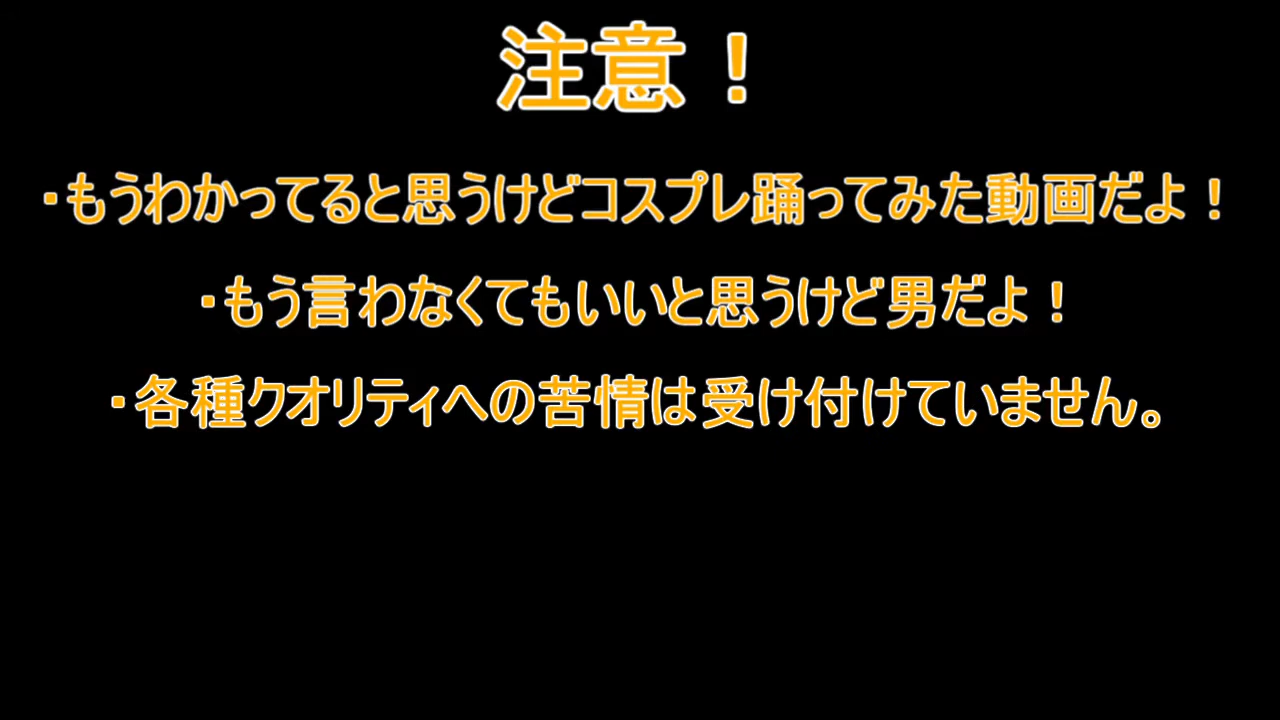 注意！
・もうわかってると思うけどコスプレ踊ってみた動画だよ！
・もう言わなくてもいいと思うけど男だよ！
・各種クオリティへの苦情は受け付けていません。